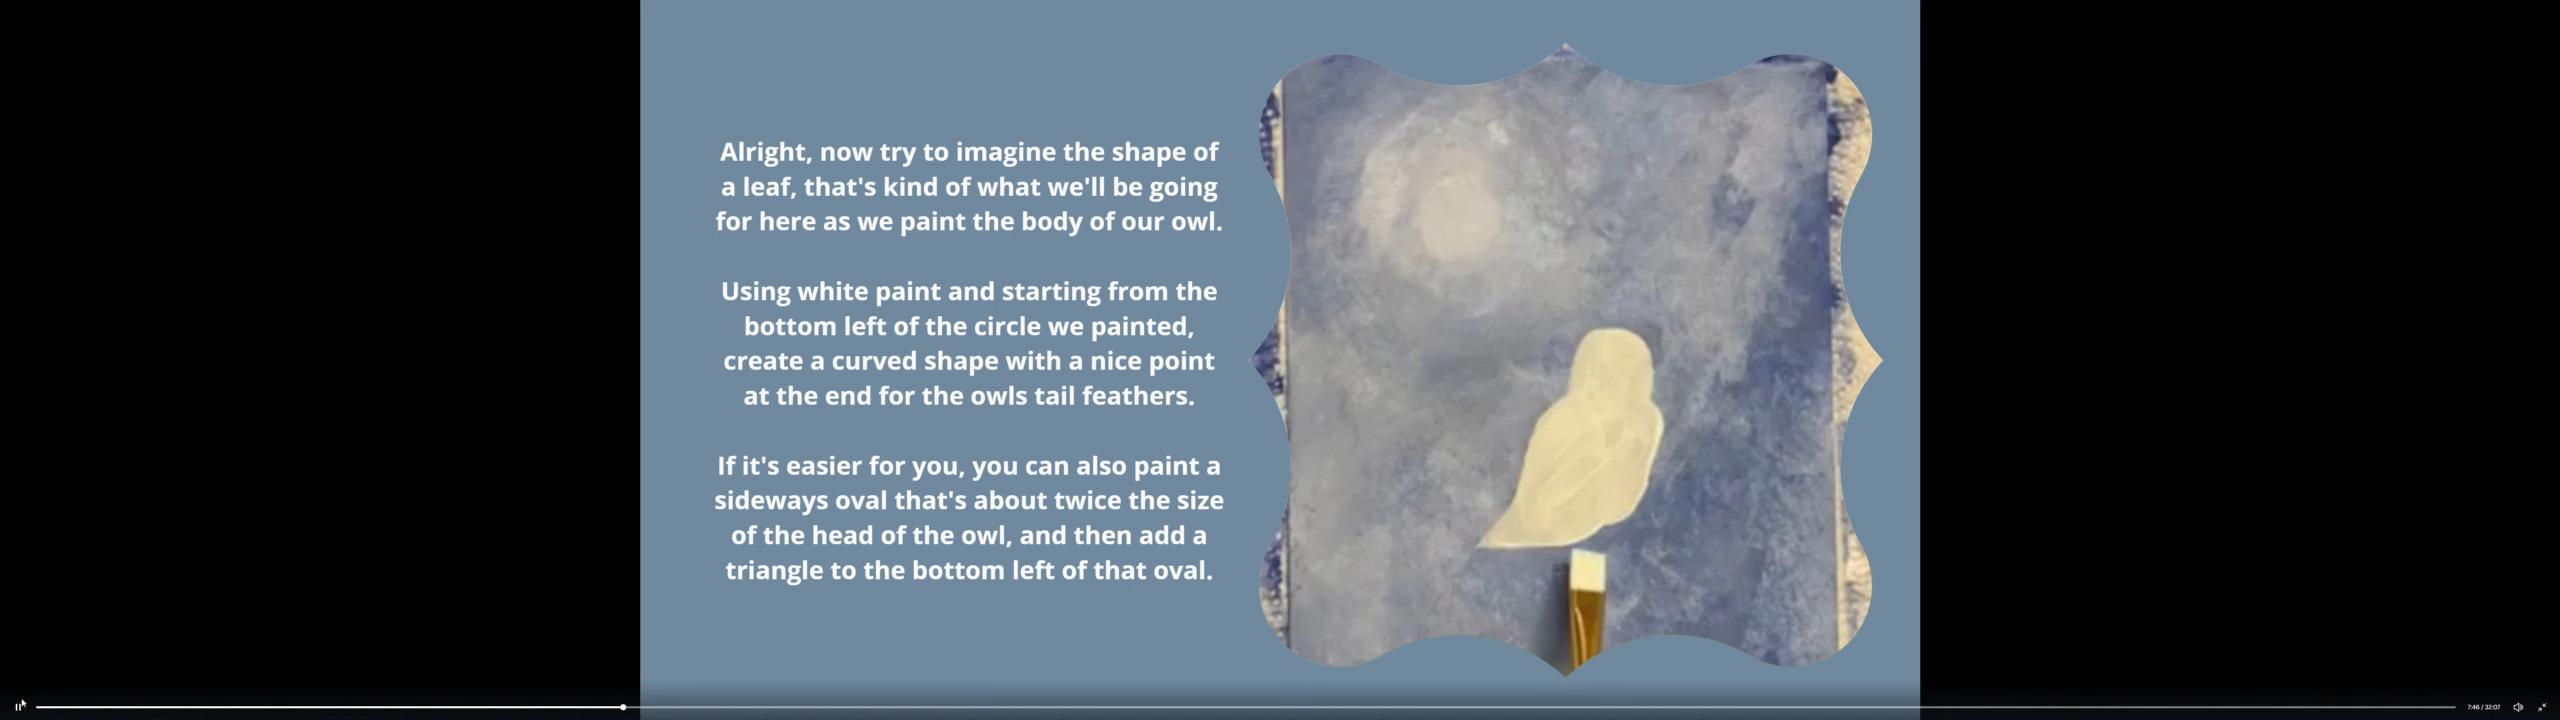 Alright, now try to imagine the shape of
a leaf, that's kind of what we'll be going
for here as we paint the body of our owl.
Using white paint and starting from the
bottom left of the circle we painted,
create a curved shape with a nice point
at the end for the owls tail feathers.
If it's easier for you, you can also paint a
sideways oval that's about twice the size
of the head of the owl, and then add a
triangle to the bottom left of that oval.
7:46 / 32:07